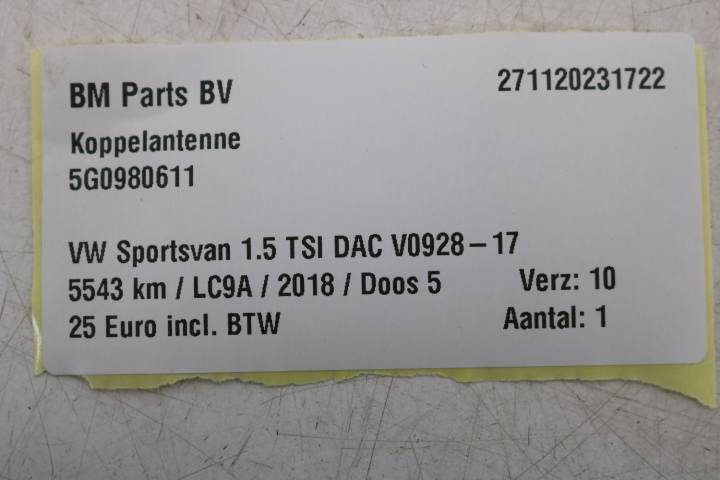 BM Parts BV 271120231722
Koppelantenne
5G0980611
VW Sportsvan 1.5 TSI DAC V0928-17
5543 km / LC9A / 2018 / Doos 5 Verz: 10
25 Euro incl. BTW Aantal: 1